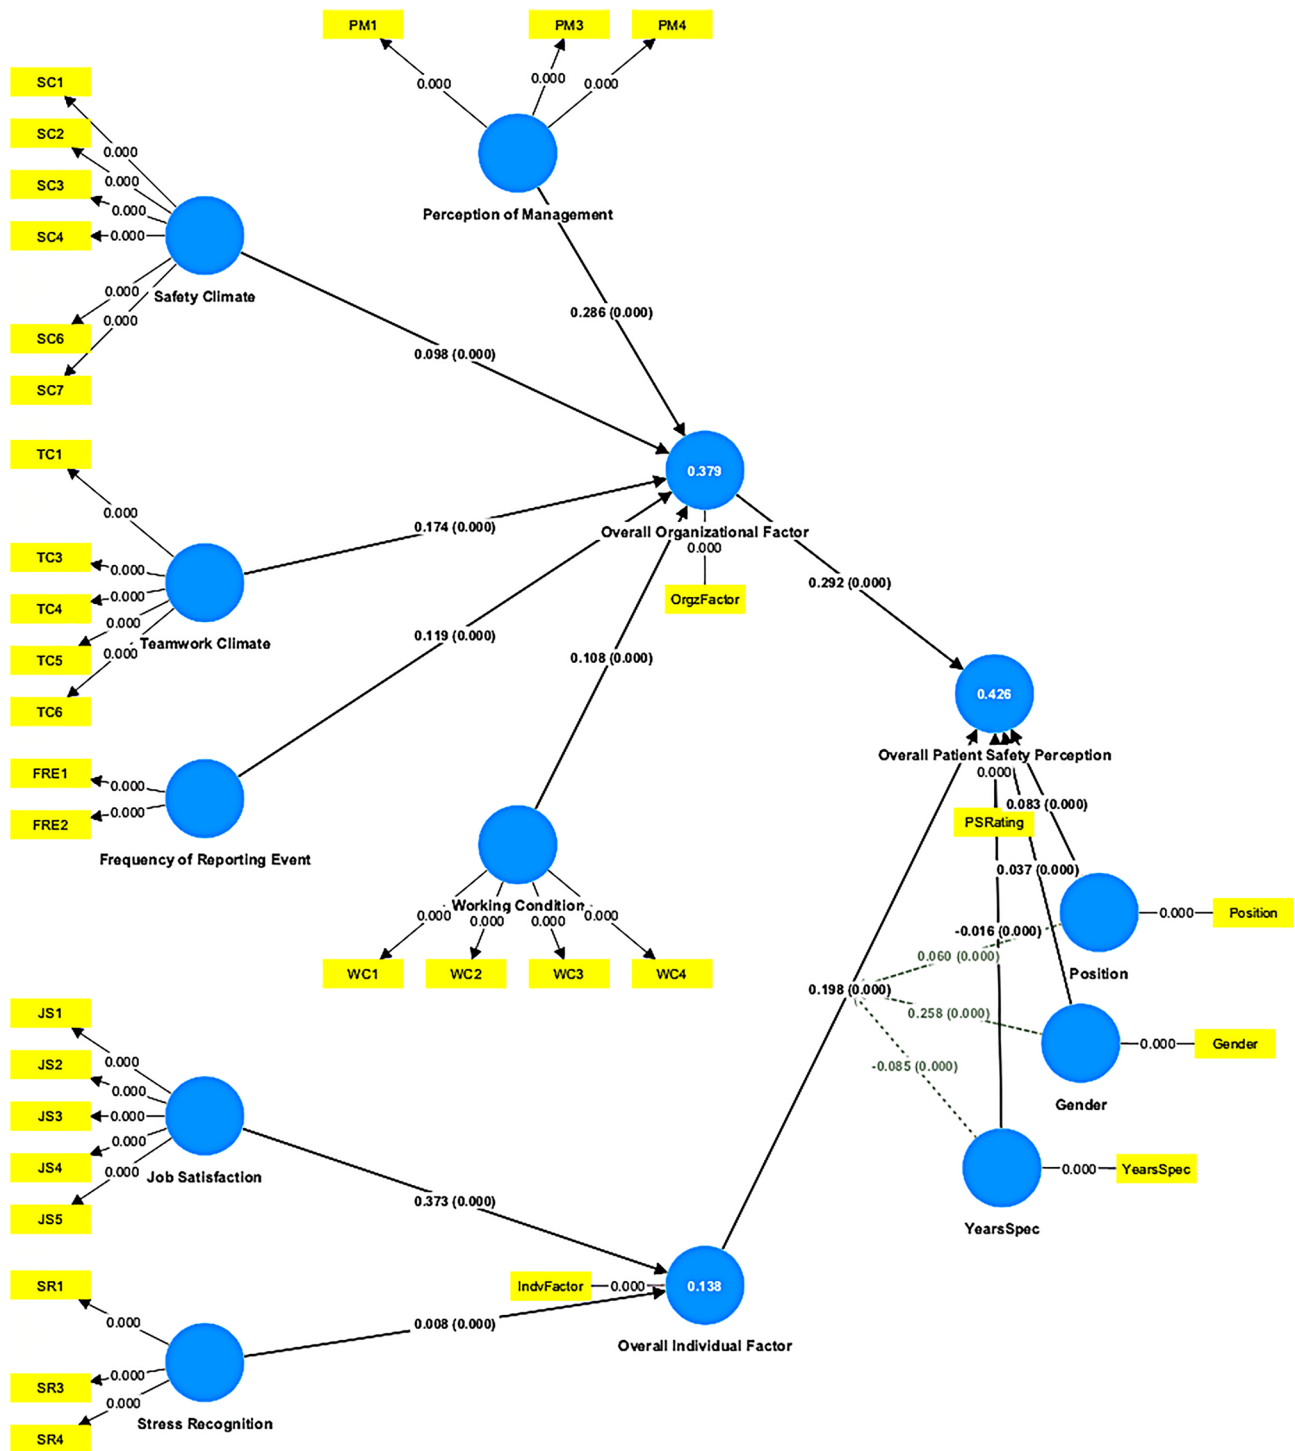 PM1
PM3
PM4
0.000
0.000
0.000
Perception of Management
SC1
SC2
SC3
SC4
SC6
SC7
0.000
0.000
0.000
0.000
0.000
0.000
Safety Climate
0.286 (0.000)
0.098 (0.000)
TC1
TC3
TC4
TC5
TC6
0.000
0.000
0.000
0.000
0.000
Teamwork Climate
0.174 (0.000)
0.379
Overall Organizational Factor
0.000
OrgzFactor
0.292 (0.000)
0.119 (0.000)
0.108 (0.000)
FRE1
FRE2
0.000
0.000
Frequency of Reporting Event
Working Condition
0.000
0.000
0.000
0.000
WC1
WC2
WC3
WC4
0.426
Overall Patient Safety Perception
0.000
PSRating
0.083 (0.000)
0.037 (0.000)
-0.016 (0.000)
0.060 (0.000)
0.198 (0.000)
0.258 (0.000)
-0.085 (0.000)
0.000
Position
Position
0.000
Gender
Gender
0.000
YearsSpec
YearsSpec
JS1
JS2
JS3
JS4
JS5
0.000
0.000
0.000
0.000
0.000
Job Satisfaction
0.373 (0.000)
IndvFactor
0.000
0.138
Overall Individual Factor
0.008 (0.000)
SR1
SR3
SR4
0.000
0.000
0.000
Stress Recognition